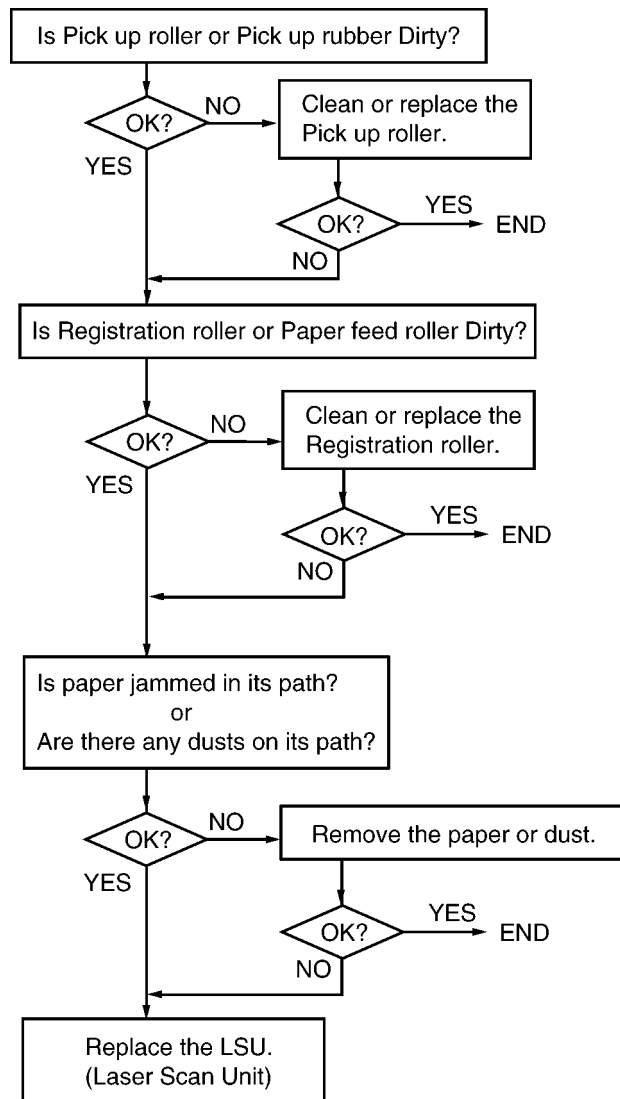 Is Pick up roller or Pick up rubber Dirty?
OK?
NO
Clean or replace the
Pick up roller.
YES
OK?
YES
END
NO
Is Registration roller or Paper feed roller Dirty?
OK?
NO
Clean or replace the
Registration roller.
YES
OK?
YES
END
NO
Is paper jammed in its path?
or
Are there any dusts on its path?
OK?
NO
Remove the paper or dust.
YES
OK?
YES
END
NO
Replace the LSU.
(Laser Scan Unit)